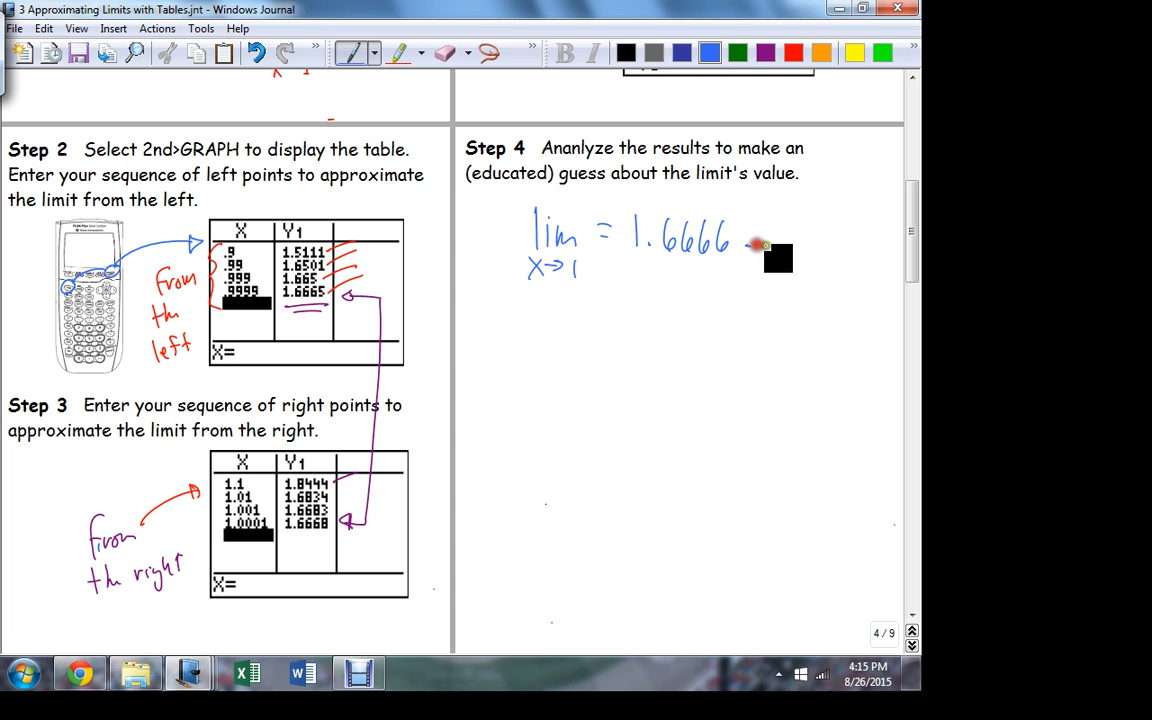 3 Approximating Limits with Tables.jnt - Windows Journal
File Edit View Insert Actions Tools Help
B I
Step 2 Select 2nd>GRAPH to display the table.
Enter your sequence of left points to approximate
the limit from the left.
X Y1
.9 1.5111
.99 1.6501
.999 1.665
.9999 1.6665
X=
From
the
left
Step 3 Enter your sequence of right points to
approximate the limit from the right.
X Y1
1.1 1.8444
1.01 1.6834
1.001 1.6683
1.0001 1.6668
X=
from
the right
Step 4 Ananlyze the results to make an
(educated) guess about the limit's value.
lim = 1.6666
x→1
4 / 9
4:15 PM
8/26/2015